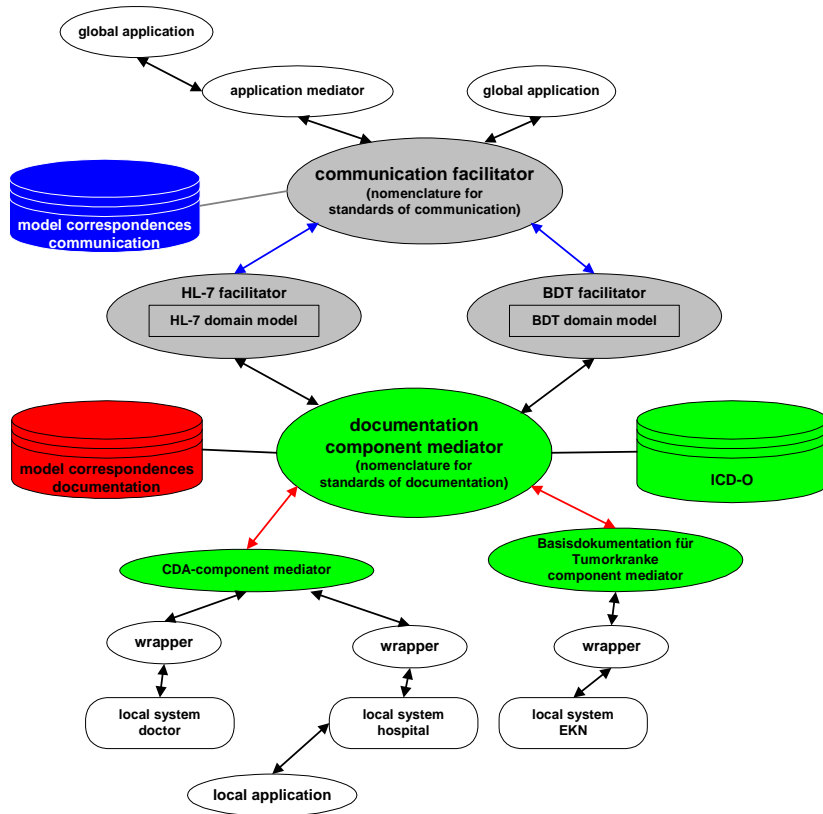 global application
application mediator
global application
communication facilitator
(nomenclature for
standards of communication)
model correspondences
communication
HL-7 facilitator
HL-7 domain model
BDT facilitator
BDT domain model
documentation
component mediator
(nomenclature for
standards of documentation)
model correspondences
documentation
ICD-O
CDA-component mediator
Basisdokumentation für
Tumorkranke
component mediator
wrapper
wrapper
wrapper
local system
doctor
local system
hospital
local system
EKN
local application